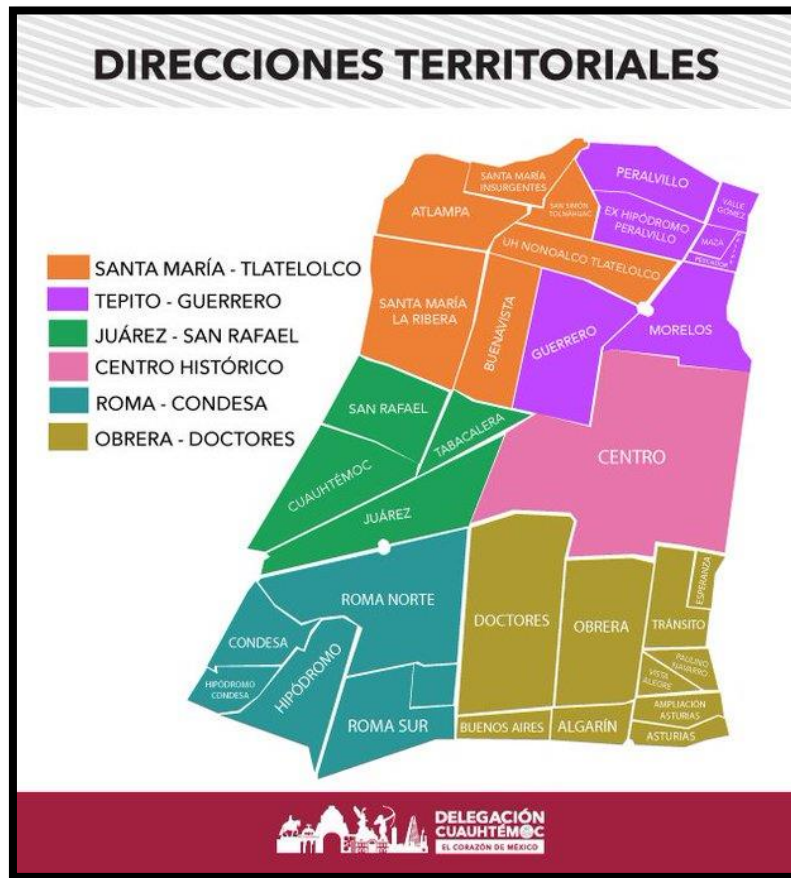 DIRECCIONES TERRITORIALES
SANTA MARÍA - TLATELOLCO
TEPITO - GUERRERO
JUÁREZ - SAN RAFAEL
CENTRO HISTÓRICO
ROMA - CONDESA
OBRERA - DOCTORES
SANTA MARÍA
INSURGENTES
PERALVILLO
ATLAMPA
SAN SIMÓN
TOLNÁHUAC
EX HIPÓDROMO
PERALVILLO
VALLE
GÓMEZ
MAZA
UH NONOALCO TLATELOLCO
SANTA MARÍA
LA RIBERA
BUENAVISTA
GUERRERO
MORELOS
SAN RAFAEL
TABACALERA
CUAUHTÉMOC
CENTRO
JUÁREZ
ROMA NORTE
DOCTORES
OBRERA
TRÁNSITO
ESPERANZA
CONDESA
HIPÓDROMO
CONDESA
HIPÓDROMO
PAULINO
NAVARRO
VISTA
ALEGRE
ROMA SUR
BUENOS AIRES
ALGARÍN
AMPLIACIÓN
ASTURIAS
ASTURIAS
DELEGACIÓN
CUAUHTÉMOC
EL CORAZÓN DE MÉXICO